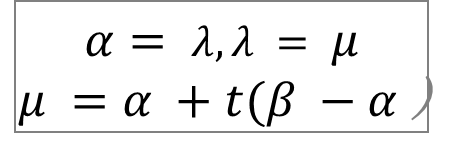 α = λ, λ = μ
μ = α + t(β − α )